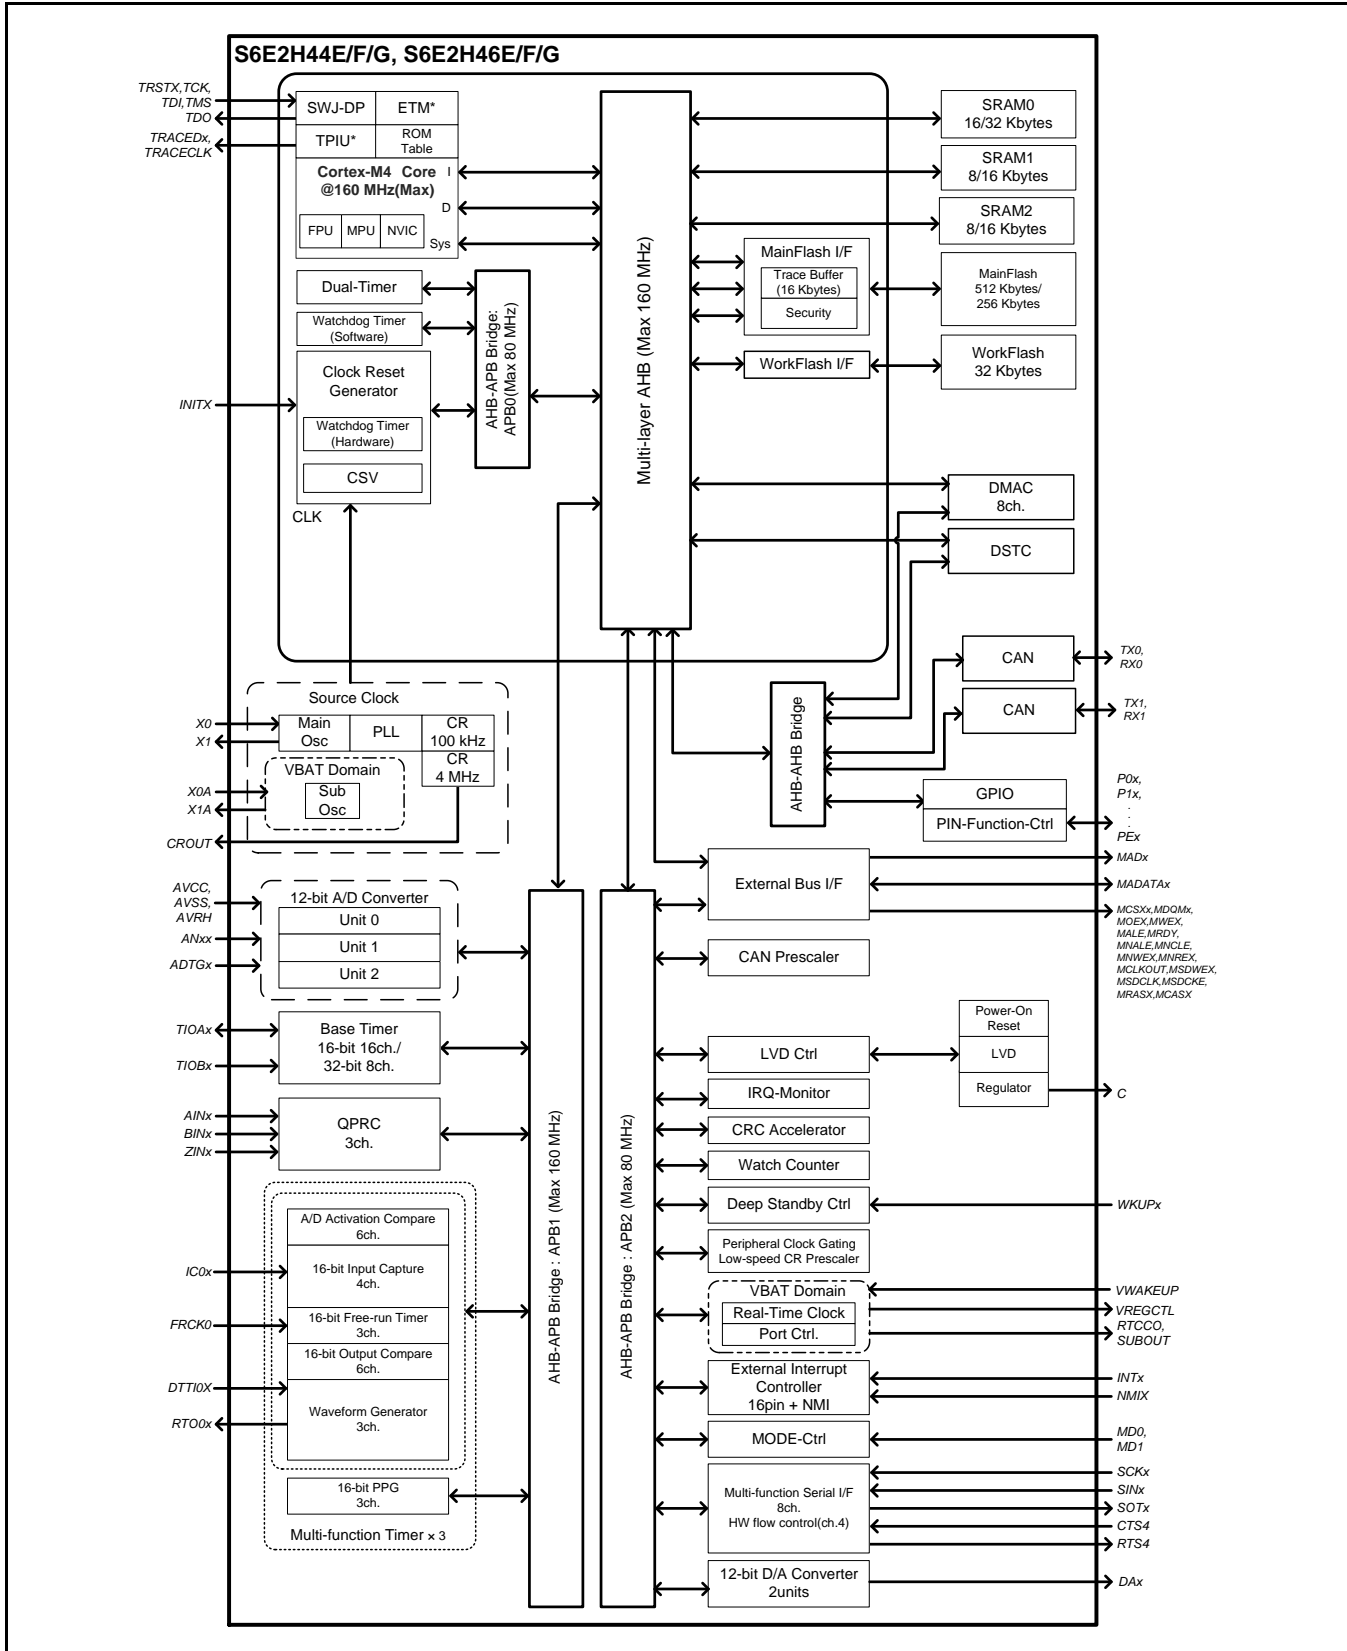 S6E2H44E/F/G, S6E2H46E/F/G
TRSTX,TCK,
TDI,TMS
TDO
TRACEDx,
TRACECLK
SWJ-DP
ETM*
TPIU*
ROM
Table
Cortex-M4 Core
@160 MHz(Max)
I
D
Sys
FPU
MPU
NVIC
Dual-Timer
Watchdog Timer
(Software)
Clock Reset
Generator
Watchdog Timer
(Hardware)
CSV
CLK
INITX
AHB-APB Bridge:
APB0(Max 80 MHz)
Multi-layer AHB (Max 160 MHz)
SRAM0
16/32 Kbytes
SRAM1
8/16 Kbytes
SRAM2
8/16 Kbytes
MainFlash I/F
Trace Buffer
(16 Kbytes)
Security
MainFlash
512 Kbytes/
256 Kbytes
WorkFlash I/F
WorkFlash
32 Kbytes
DMAC
8ch.
DSTC
CAN
TX0,
RX0
CAN
TX1,
RX1
AHB-AHB Bridge
GPIO
PIN-Function-Ctrl
P0x,
P1x,
.
.
.
PEx
Source Clock
X0
X1
Main
Osc
PLL
CR
100 kHz
CR
4 MHz
VBAT Domain
Sub
Osc
X0A
X1A
CROUT
External Bus I/F
MADx
MADATAx
MCSXx,MDQMx,
MOEX,MWEX,
MALE,MRDY,
MNALE,MNCLE,
MNWEX,MNREX,
MCLKOUT,MSDWEX,
MSDCLK,MSDCKE,
MRASX,MCASX
CAN Prescaler
AVCC,
AVSS,
AVRH
ANxx
ADTGx
12-bit A/D Converter
Unit 0
Unit 1
Unit 2
TIOAx
TIOBx
Base Timer
16-bit 16ch./
32-bit 8ch.
AINx
BINx
ZINx
QPRC
3ch.
AHB-APB Bridge : APB1 (Max 160 MHz)
AHB-APB Bridge : APB2 (Max 80 MHz)
LVD Ctrl
Power-On
Reset
LVD
Regulator
C
IRQ-Monitor
CRC Accelerator
Watch Counter
Deep Standby Ctrl
WKUPx
Peripheral Clock Gating
Low-speed CR Prescaler
VBAT Domain
Real-Time Clock
Port Ctrl.
VWAKEUP
VREGCTL
RTCCO,
SUBOUT
External Interrupt
Controller
16pin + NMI
INTx
NMIX
MODE-Ctrl
MD0,
MD1
Multi-function Serial I/F
8ch.
HW flow control(ch.4)
SCKx
SINx
SOTx
CTS4
RTS4
12-bit D/A Converter
2units
DAx
A/D Activation Compare
6ch.
16-bit Input Capture
4ch.
16-bit Free-run Timer
3ch.
16-bit Output Compare
6ch.
Waveform Generator
3ch.
IC0x
FRCK0
DTTI0X
RTO0x
16-bit PPG
3ch.
Multi-function Timer × 3